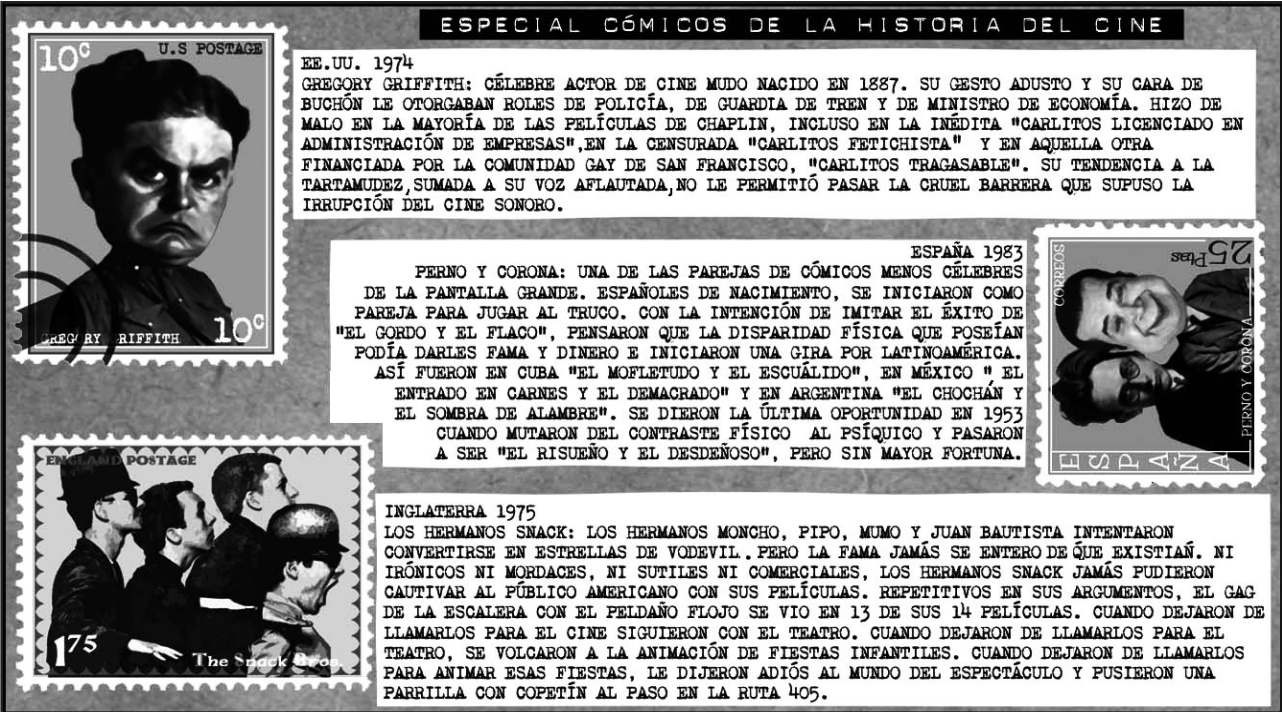 ESPECIAL CÓMICOS DE LA HISTORIA DEL CINE
10c
U.S POSTAGE
GREGORY GRIFFITH
10c
EE.UU. 1974
GREGORY GRIFFITH: CÉLEBRE ACTOR DE CINE MUDO NACIDO EN 1887. SU GESTO ADUSTO Y SU CARA DE
BUCHÓN LE OTORGABAN ROLES DE POLICÍA, DE GUARDIA DE TREN Y DE MINISTRO DE ECONOMÍA. HIZO DE
MALO EN LA MAYORÍA DE LAS PELÍCULAS DE CHAPLIN, INCLUSO EN LA INÉDITA "CARLITOS LICENCIADO EN
ADMINISTRACIÓN DE EMPRESAS",EN LA CENSURADA "CARLITOS FETICHISTA" Y EN AQUELLA OTRA
FINANCIADA POR LA COMUNIDAD GAY DE SAN FRANCISCO, "CARLITOS TRAGASABLE". SU TENDENCIA A LA
TARTAMUDEZ,SUMADA A SU VOZ AFLAUTADA,NO LE PERMITIÓ PASAR LA CRUEL BARRERA QUE SUPUSO LA
IRRUPCIÓN DEL CINE SONORO.
ESPAÑA 1983
PERNO Y CORONA: UNA DE LAS PAREJAS DE CÓMICOS MENOS CÉLEBRES
DE LA PANTALLA GRANDE. ESPAÑOLES DE NACIMIENTO, SE INICIARON COMO
PAREJA PARA JUGAR AL TRUCO. CON LA INTENCIÓN DE IMITAR EL ÉXITO DE
"EL GORDO Y EL FLACO", PENSARON QUE LA DISPARIDAD FÍSICA QUE POSEÍAN
PODÍA DARLES FAMA Y DINERO E INICIARON UNA GIRA POR LATINOAMÉRICA.
ASÍ FUERON EN CUBA "EL MOFLETUDO Y EL ESCUÁLIDO", EN MÉXICO " EL
ENTRADO EN CARNES Y EL DEMACRADO" Y EN ARGENTINA "EL CHOCHÁN Y
EL SOMBRA DE ALAMBRE". SE DIERON LA ÚLTIMA OPORTUNIDAD EN 1953
CUANDO MUTARON DEL CONTRASTE FÍSICO AL PSÍQUICO Y PASARON
A SER "EL RISUEÑO Y EL DESDEÑOSO", PERO SIN MAYOR FORTUNA.
CORREOS
25 Ptas
PERNO Y CORONA
ESPAÑA
ENGLAND POSTAGE
1 75
The Snack Bros.
INGLATERRA 1975
LOS HERMANOS SNACK: LOS HERMANOS MONCHO, PIPO, MUMO Y JUAN BAUTISTA INTENTARON
CONVERTIRSE EN ESTRELLAS DE VODEVIL.PERO LA FAMA JAMÁS SE ENTERO DE QUE EXISTIAÑ. NI
IRÓNICOS NI MORDACES, NI SUTILES NI COMERCIALES, LOS HERMANOS SNACK JAMÁS PUDIERON
CAUTIVAR AL PÚBLICO AMERICANO CON SUS PELÍCULAS. REPETITIVOS EN SUS ARGUMENTOS, EL GAG
DE LA ESCALERA CON EL PELDAÑO FLOJO SE VIO EN 13 DE SUS 14 PELÍCULAS. CUANDO DEJARON DE
LLAMARLOS PARA EL CINE SIGUIERON CON EL TEATRO. CUANDO DEJARON DE LLAMARLOS PARA EL
TEATRO, SE VOLCARON A LA ANIMACIÓN DE FIESTAS INFANTILES. CUANDO DEJARON DE LLAMARLOS
PARA ANIMAR ESAS FIESTAS, LE DIJERON ADIÓS AL MUNDO DEL ESPECTÁCULO Y PUSIERON UNA
PARRILLA CON COPETÍN AL PASO EN LA RUTA 405.